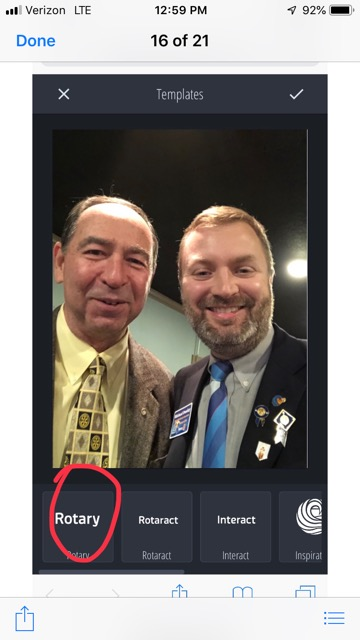 Verizon LTE 12:59 PM 92%
Done 16 of 21
Templates
Rotary Rotaract Interact
Rotary Rotaract Interact Inspirat